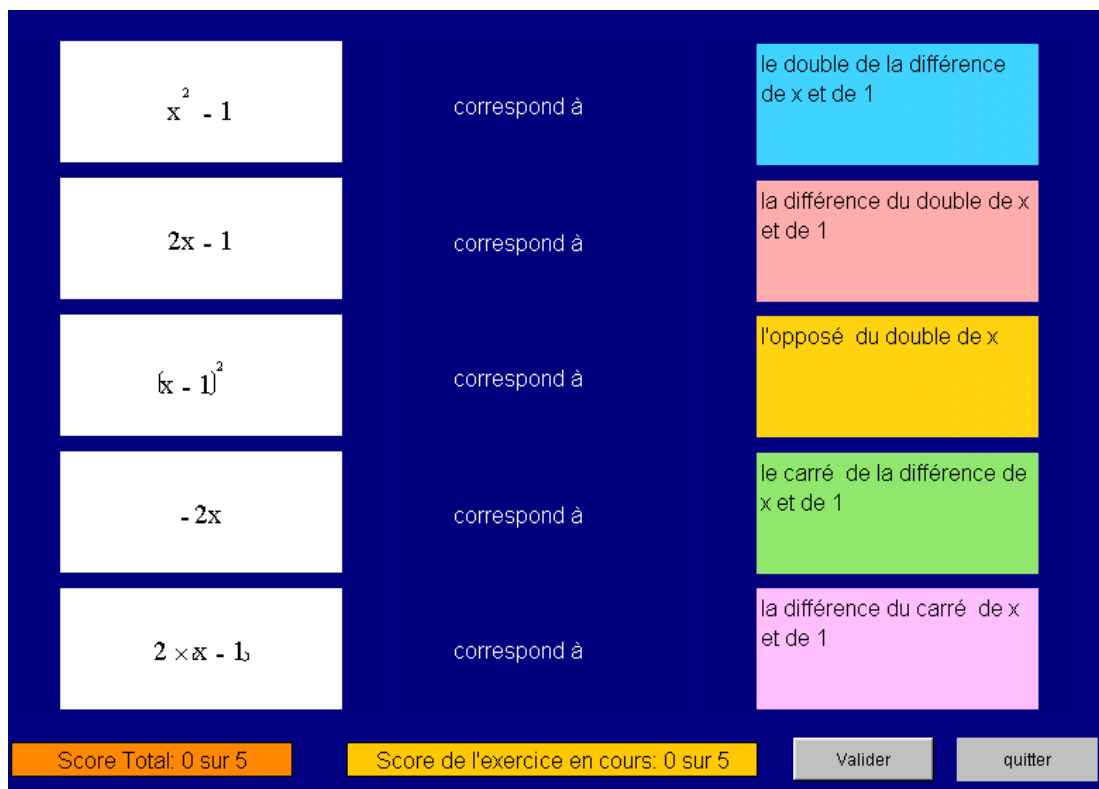 x² - 1
correspond à
le double de la différence
de x et de 1
2x - 1
correspond à
la différence du double de x
et de 1
(x - 1)²
correspond à
l'opposé du double de x
- 2x
correspond à
le carré de la différence de
x et de 1
2 × (x - 1)
correspond à
la différence du carré de x
et de 1
Score Total: 0 sur 5
Score de l'exercice en cours: 0 sur 5
Valider
quitter